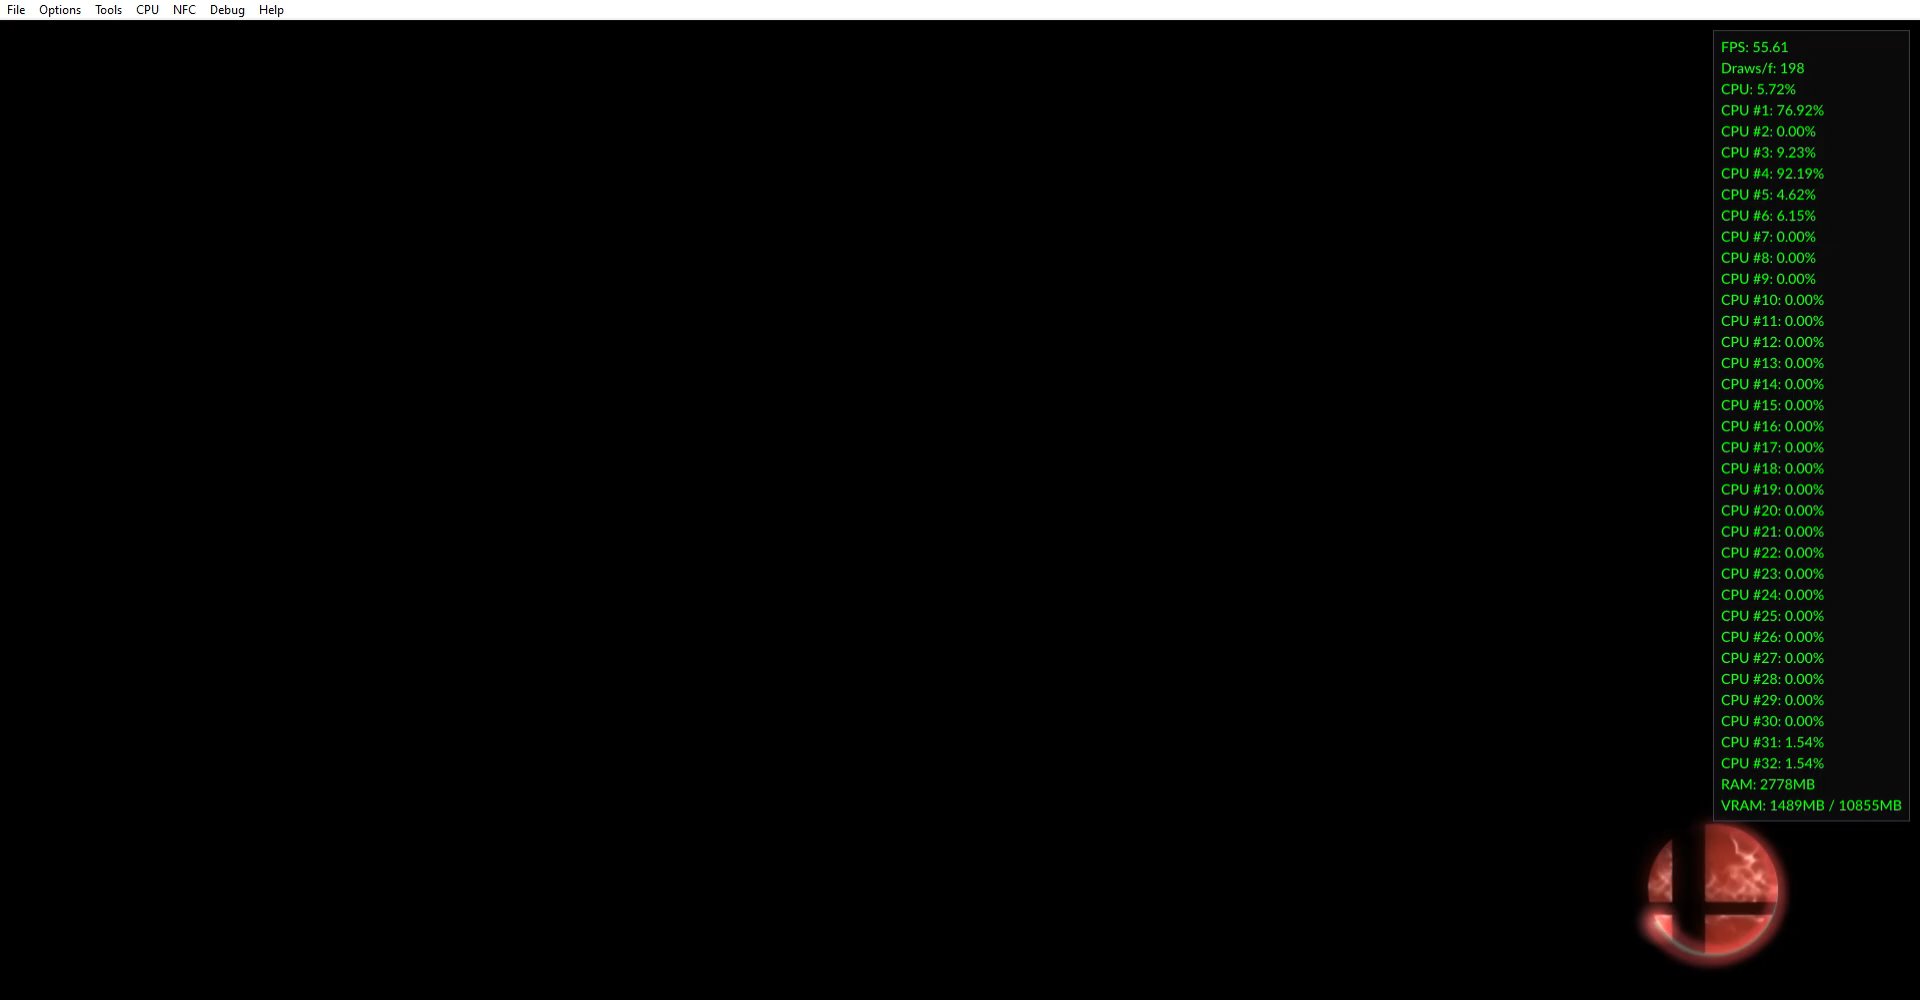 File Options Tools CPU NFC Debug Help
FPS: 55.61
Draws/f: 198
CPU: 5.72%
CPU #1: 76.92%
CPU #2: 0.00%
CPU #3: 9.23%
CPU #4: 92.19%
CPU #5: 4.62%
CPU #6: 6.15%
CPU #7: 0.00%
CPU #8: 0.00%
CPU #9: 0.00%
CPU #10: 0.00%
CPU #11: 0.00%
CPU #12: 0.00%
CPU #13: 0.00%
CPU #14: 0.00%
CPU #15: 0.00%
CPU #16: 0.00%
CPU #17: 0.00%
CPU #18: 0.00%
CPU #19: 0.00%
CPU #20: 0.00%
CPU #21: 0.00%
CPU #22: 0.00%
CPU #23: 0.00%
CPU #24: 0.00%
CPU #25: 0.00%
CPU #26: 0.00%
CPU #27: 0.00%
CPU #28: 0.00%
CPU #29: 0.00%
CPU #30: 0.00%
CPU #31: 1.54%
CPU #32: 1.54%
RAM: 2778MB
VRAM: 1489MB / 10855MB